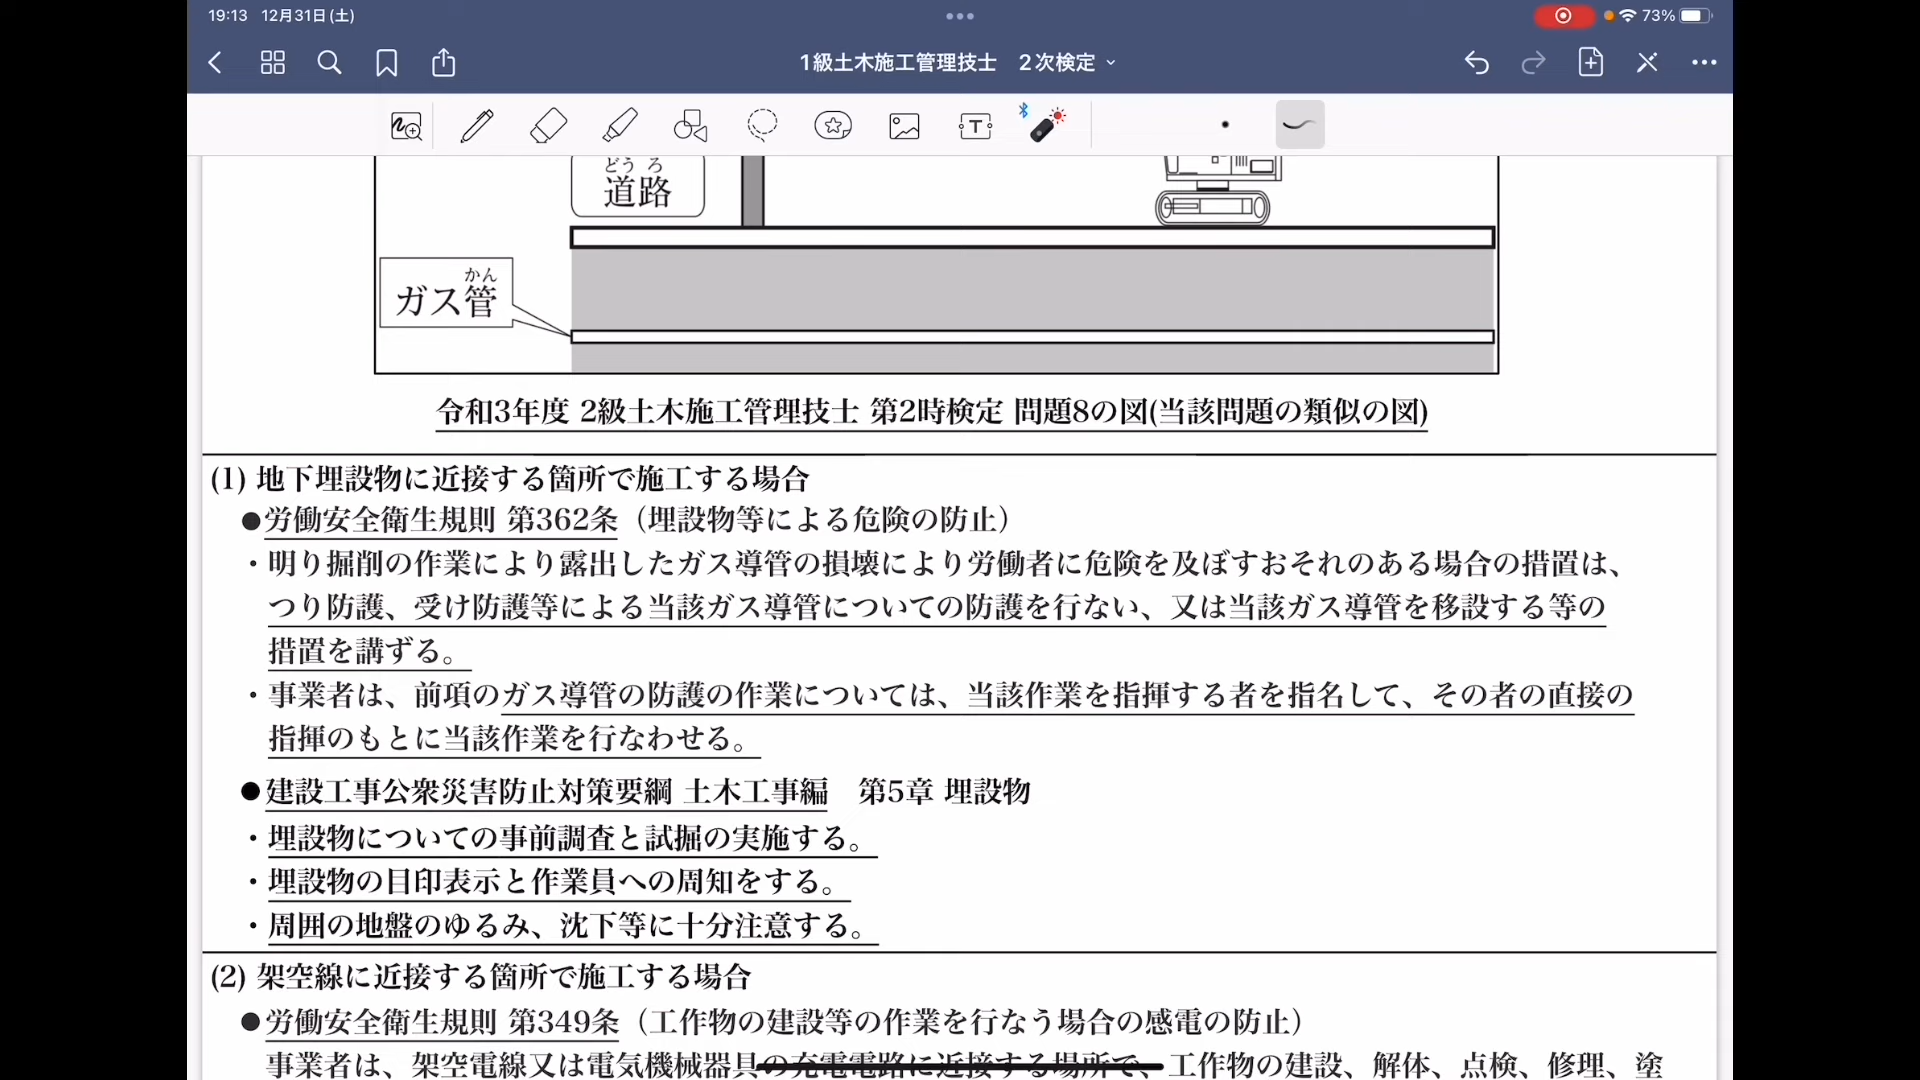 19:13 12月31日(土)
73%
1級土木施工管理技士 2次検定
どうろ
道路
かん
ガス管
令和3年度 2級土木施工管理技士 第2時検定 問題8の図(当該問題の類似の図)
(1) 地下埋設物に近接する箇所で施工する場合
●労働安全衛生規則 第362条（埋設物等による危険の防止）
・明り掘削の作業により露出したガス導管の損壊により労働者に危険を及ぼすおそれのある場合の措置は、
つり防護、受け防護等による当該ガス導管についての防護を行ない、又は当該ガス導管を移設する等の
措置を講ずる。
・事業者は、前項のガス導管の防護の作業については、当該作業を指揮する者を指名して、その者の直接の
指揮のもとに当該作業を行なわせる。
●建設工事公衆災害防止対策要綱 土木工事編 第5章 埋設物
・埋設物についての事前調査と試掘の実施する。
・埋設物の目印表示と作業員への周知をする。
・周囲の地盤のゆるみ、沈下等に十分注意する。
(2) 架空線に近接する箇所で施工する場合
●労働安全衛生規則 第349条（工作物の建設等の作業を行なう場合の感電の防止）
事業者は、架空電線又は電気機械器具の充電電路に近接する場所で、工作物の建設、解体、点検、修理、塗